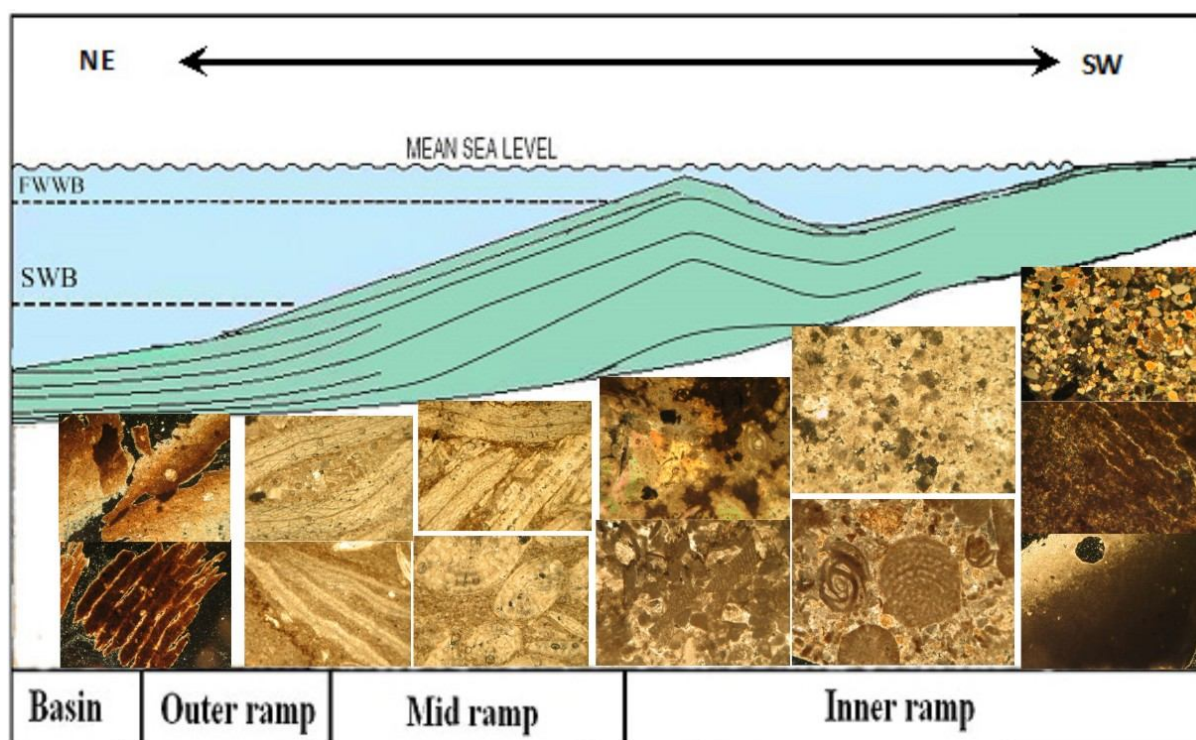 NE
SW
MEAN SEA LEVEL
FWWB
SWB
Basin
Outer ramp
Mid ramp
Inner ramp